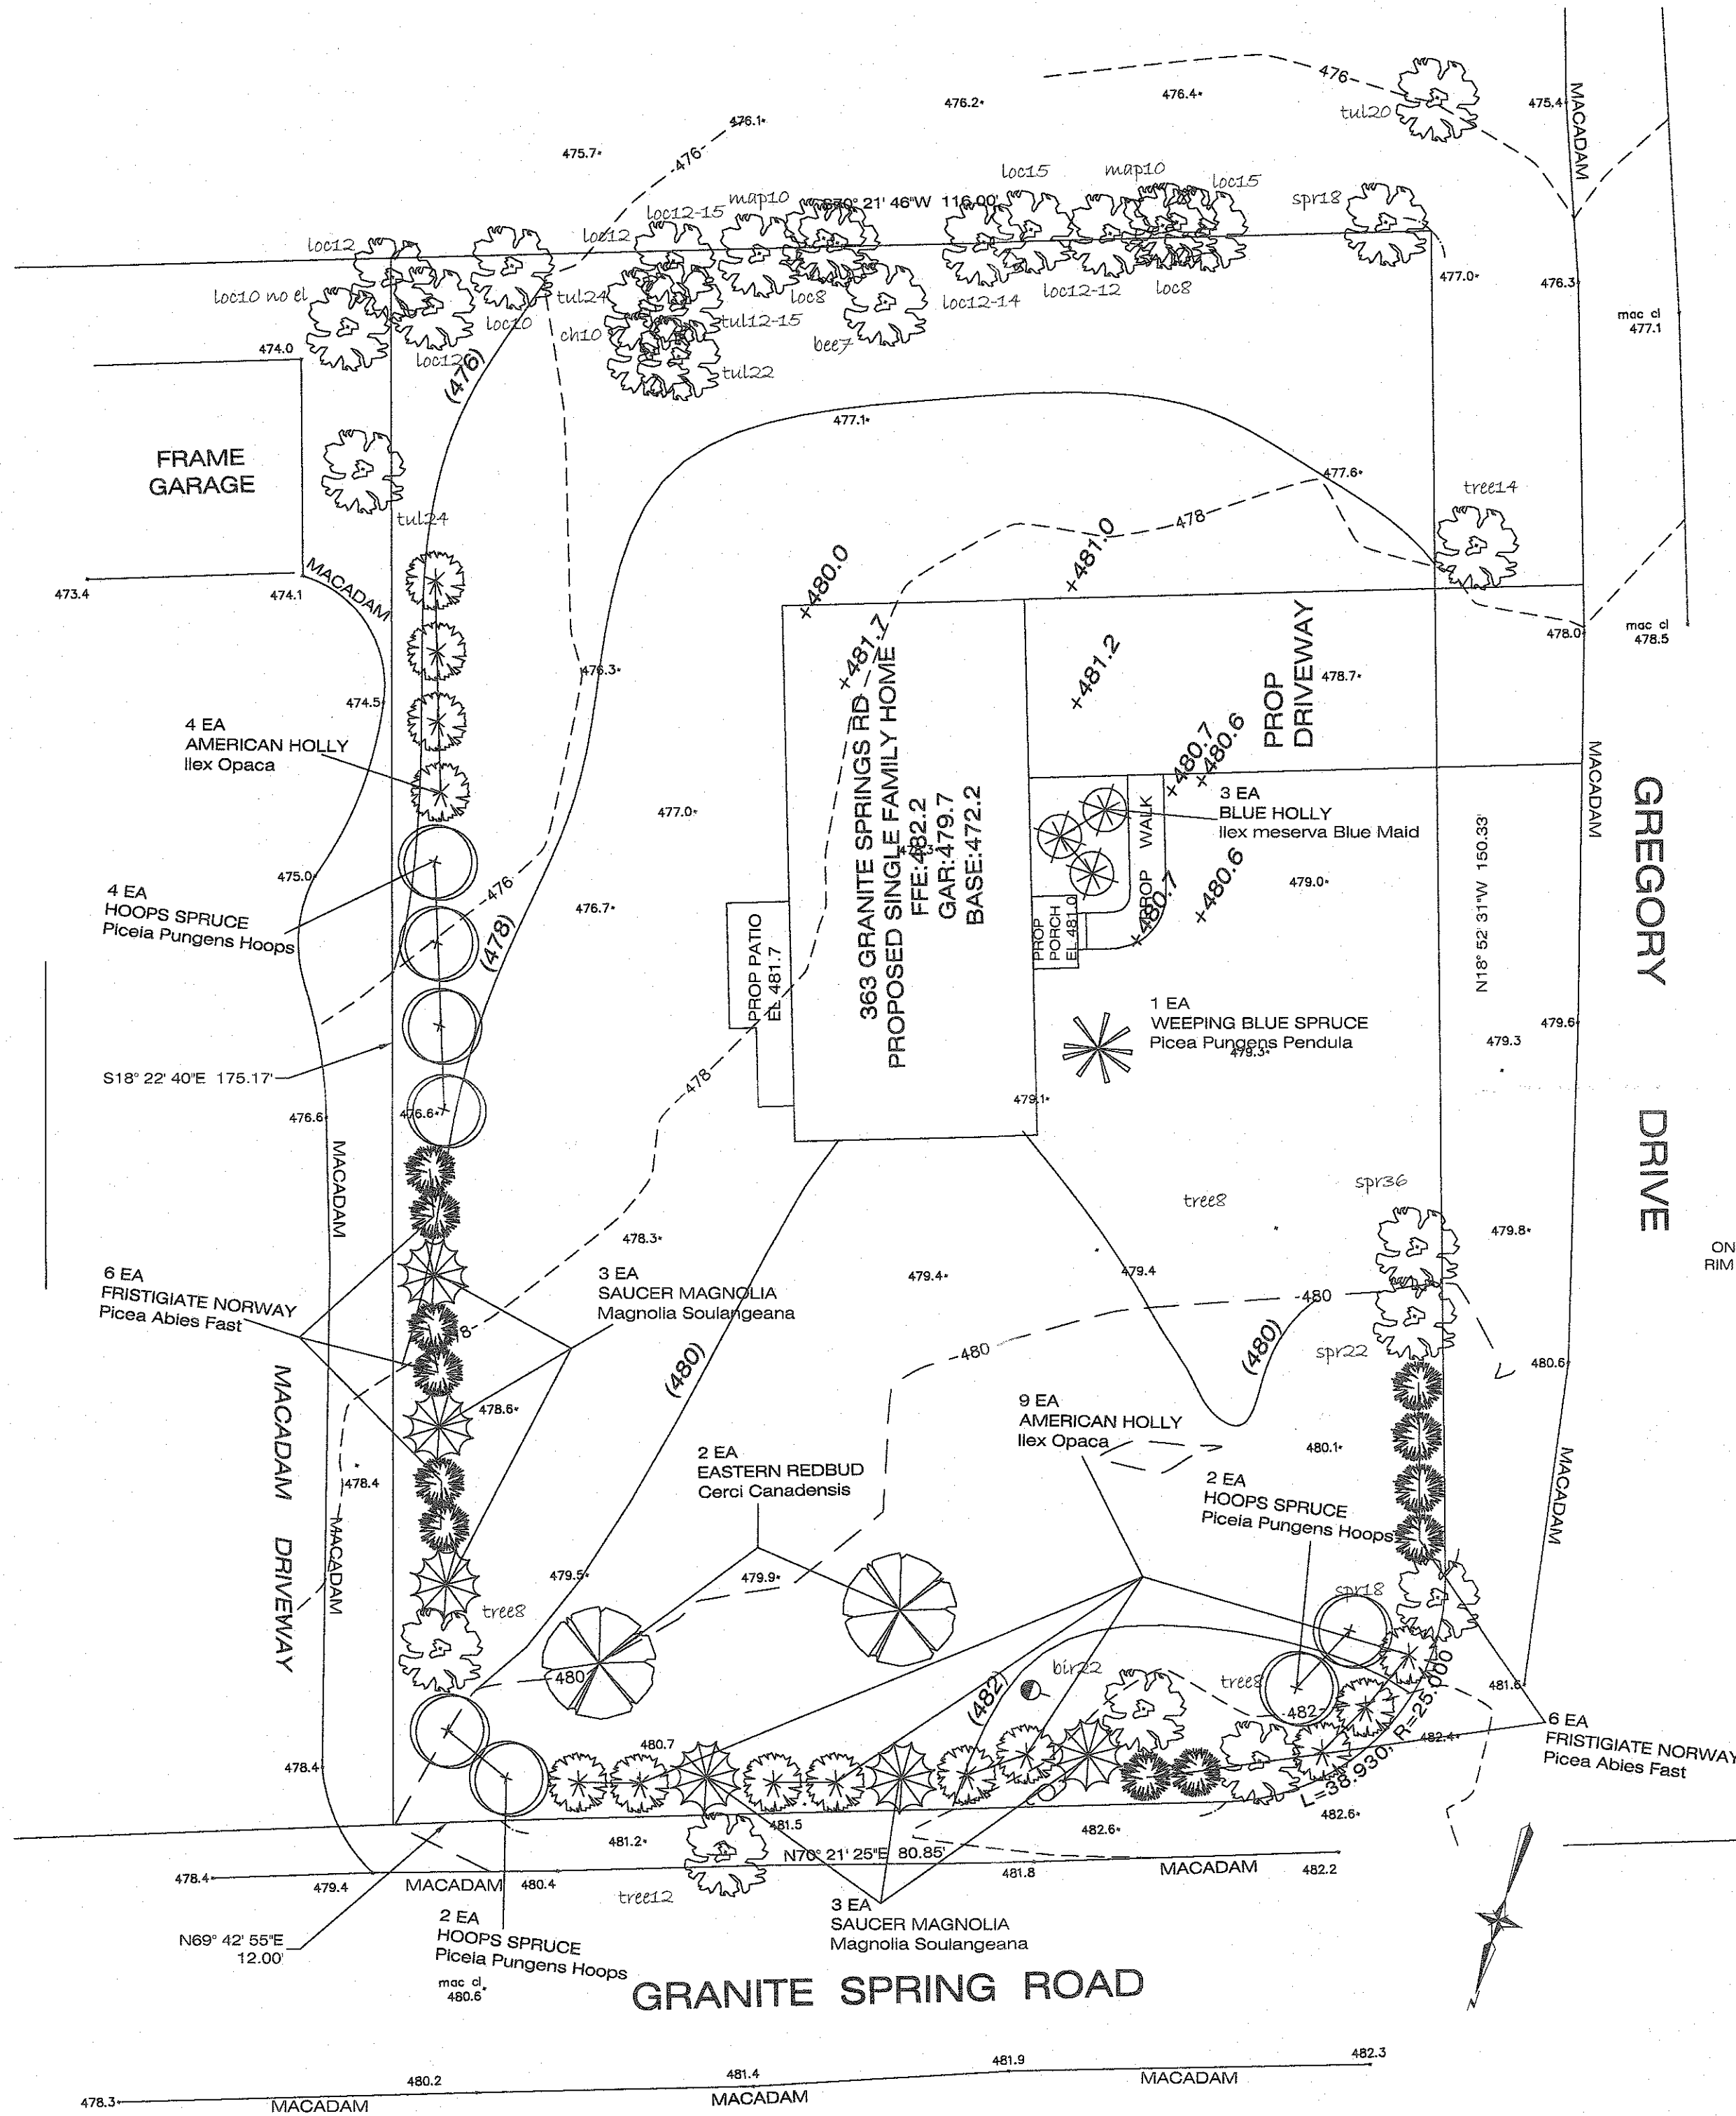 476
tul20
475.4
MACADAM
476.2
476.4
476.1
475.7
476
loc15
map10
loc15
spr18
map10
S70° 21' 46"W 116.00'
loc12-15
loc12
loc12
477.0
476.3
loc10 no el
tul24
loc8
loc12-14
loc12-12
loc8
loc10
tul12-15
mac cl
477.1
ch10
bee7
474.0
loc12
(476)
tul22
477.1
FRAME
GARAGE
477.6
tree14
tul24
478
+480.0
+481.0
MACADAM
473.4
474.1
478.0
mac cl
478.5
476.3
+481.7
+481.2
478.7
PROP
DRIVEWAY
474.5
4 EA
AMERICAN HOLLY
Ilex Opaca
+480.7
+480.6
MACADAM
477.0
363 GRANITE SPRINGS RD
PROPOSED SINGLE FAMILY HOME
FFE:482.2
GAR:479.7
BASE:472.2
PROP WALK
3 EA
BLUE HOLLY
Ilex meserva Blue Maid
GREGORY DRIVE
N18° 52' 31"W 150.33'
475.0
476
4 EA
HOOPS SPRUCE
Piceia Pungens Hoops
476.7
(478)
479.0
+480.7
+480.6
PROP
PORCH
EL 481.0
PROP PATIO
EL 481.7
1 EA
WEEPING BLUE SPRUCE
Picea Pungens Pendula
479.3
479.6
479.3
S18° 22' 40"E 175.17'
478
476.6
476.6
479.1
MACADAM
spr36
tree8
478.3
479.8
ON
RIM
6 EA
FRISTIGIATE NORWAY
Picea Abies Fast
3 EA
SAUCER MAGNOLIA
Magnolia Soulangeana
479.4
479.4
480
480
(480)
(480)
spr22
480.6
MACADAM DRIVEWAY
478.6
9 EA
AMERICAN HOLLY
Ilex Opaca
480.1
2 EA
EASTERN REDBUD
Cerci Canadensis
2 EA
HOOPS SPRUCE
Piceia Pungens Hoops
478.4
MACADAM
MACADAM
479.5
479.9
spr18
tree8
480
bir22
tree8
(482)
482
481.6
482.4
L=38.930, R=25.000
6 EA
FRISTIGIATE NORWAY
Picea Abies Fast
480.7
478.4
481.5
482.6
482.6
481.2
N70° 21' 25"E 80.85'
478.4
479.4
MACADAM
480.4
tree12
481.8
MACADAM
482.2
N69° 42' 55"E
12.00'
2 EA
HOOPS SPRUCE
Piceia Pungens Hoops
3 EA
SAUCER MAGNOLIA
Magnolia Soulangeana
mac cl
480.6
GRANITE SPRING ROAD
478.3
MACADAM
480.2
481.4
MACADAM
481.9
MACADAM
482.3